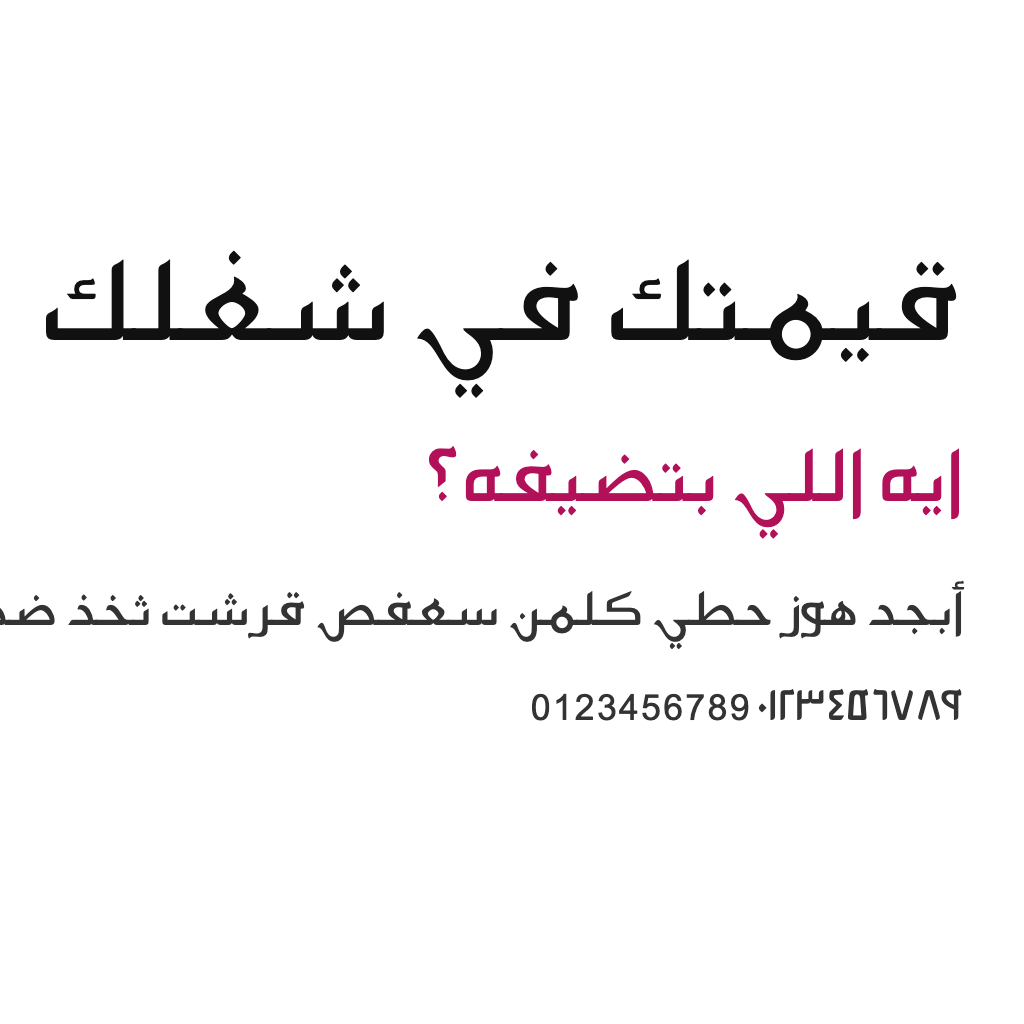 قيمتك في شغلك
ايه اللي بتضيفه؟
أبجد هوز حطي كلمن سعفص قرشت ثخذ
0123456789 ٠١٢٣٤٥٦٧٨٩